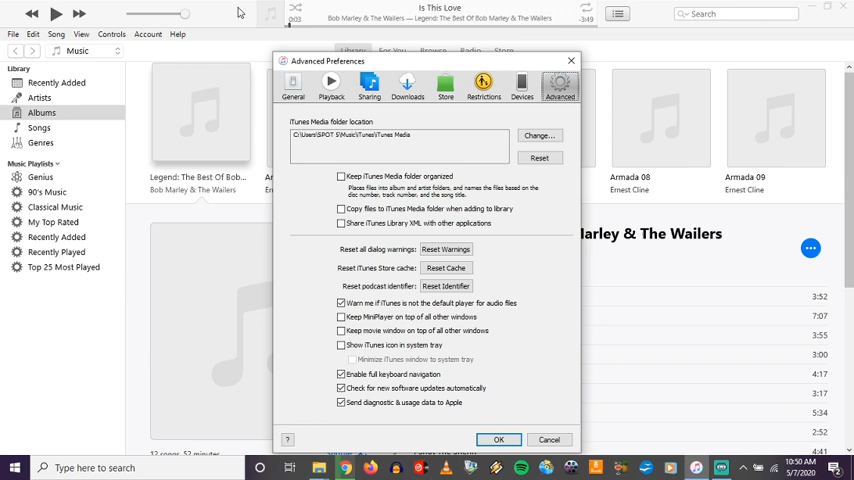 Is This Love
0:03
Bob Marley & The Wailers — Legend: The Best Of Bob Marley & The Wailers
-3:49
Search
File Edit Song View Controls Account Help
Music
Library For You Browse Radio Store
Library
Recently Added
Artists
Albums
Songs
Genres
Music Playlists
Genius
90's Music
Classical Music
My Top Rated
Recently Added
Recently Played
Top 25 Most Played
Legend: The Best Of Bob...
Bob Marley & The Wailers
Ernest Cline
Armada 08
Ernest Cline
Armada 09
Ernest Cline
Advanced Preferences
General Playback Sharing Downloads Store Restrictions Devices Advanced
iTunes Media folder location
C:\Users\SPOT 5\Music\iTunes\iTunes Media
Change...
Reset
Keep iTunes Media folder organized
Places files into album and artist folders, and names the files based on the
disc number, track number, and the song title.
Copy files to iTunes Media folder when adding to library
Share iTunes Library XML with other applications
Reset all dialog warnings: Reset Warnings
Reset iTunes Store cache: Reset Cache
Reset podcast identifier: Reset Identifier
Warn me if iTunes is not the default player for audio files
Keep MiniPlayer on top of all other windows
Keep movie window on top of all other windows
Show iTunes icon in system tray
Minimize iTunes window to system tray
Enable full keyboard navigation
Check for new software updates automatically
Send diagnostic & usage data to Apple
? OK Cancel
arley & The Wailers
3:52
7:07
3:55
3:00
4:17
3:17
5:34
2:52
4:41
12 songs, 52 minutes
Type here to search
10:50 AM
5/7/2020
2